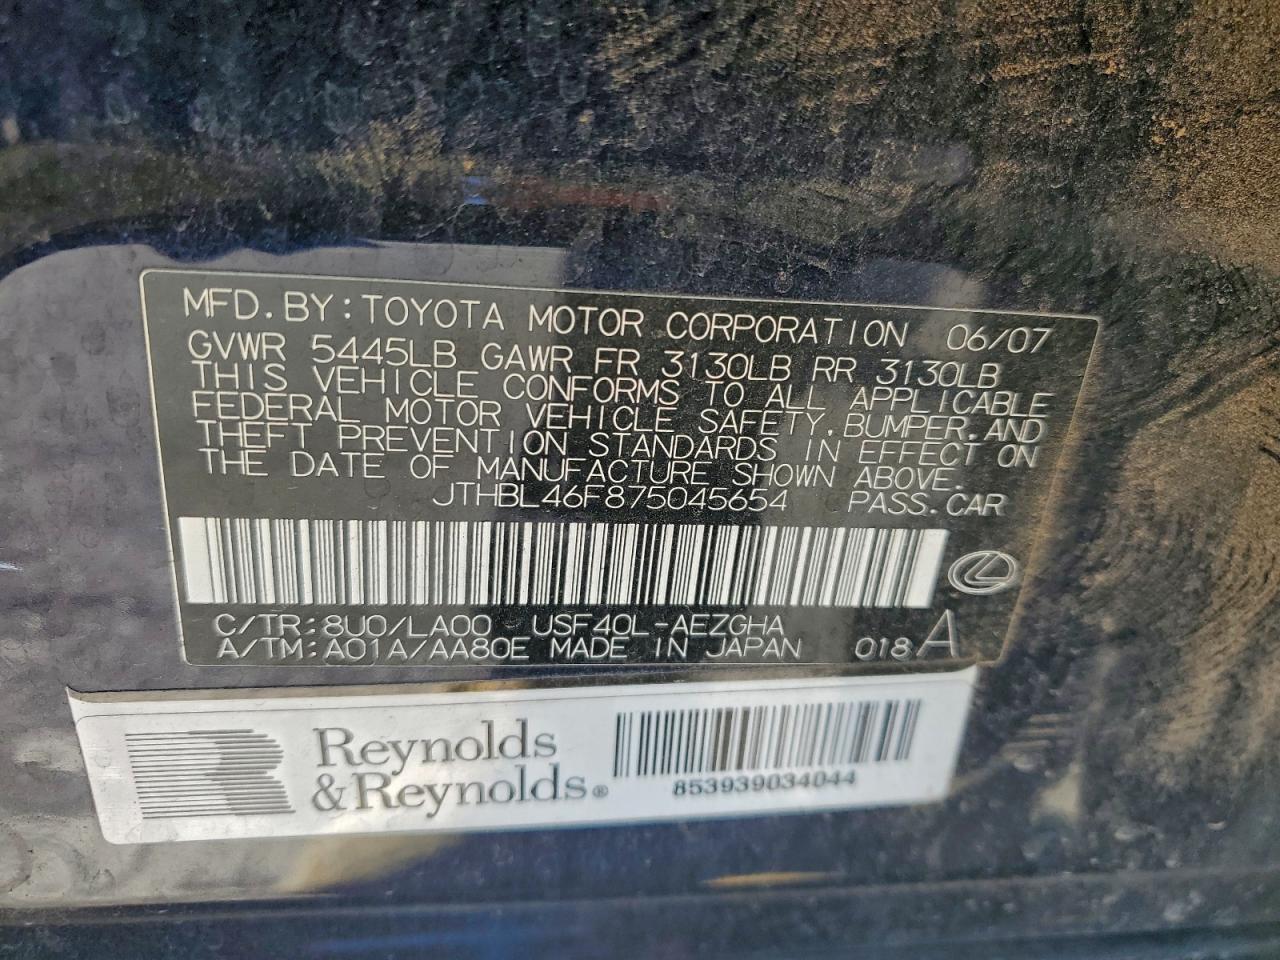 MFD. BY: TOYOTA MOTOR CORPORATION 06/07
GVWR 5445LB GAWR FR 3130LB RR 3130LB
THIS VEHICLE CONFORMS TO ALL APPLICABLE
FEDERAL MOTOR VEHICLE SAFETY, BUMPER, AND
THEFT PREVENTION STANDARDS IN EFFECT ON
THE DATE OF MANUFACTURE SHOWN ABOVE.
JTHBL46F875045654 PASS. CAR
C/TR: 8U0/LA00 USF40L-AEZGHA
A/TM: A01A/AA80E MADE IN JAPAN 018 A
Reynolds
& Reynolds®
853939034044